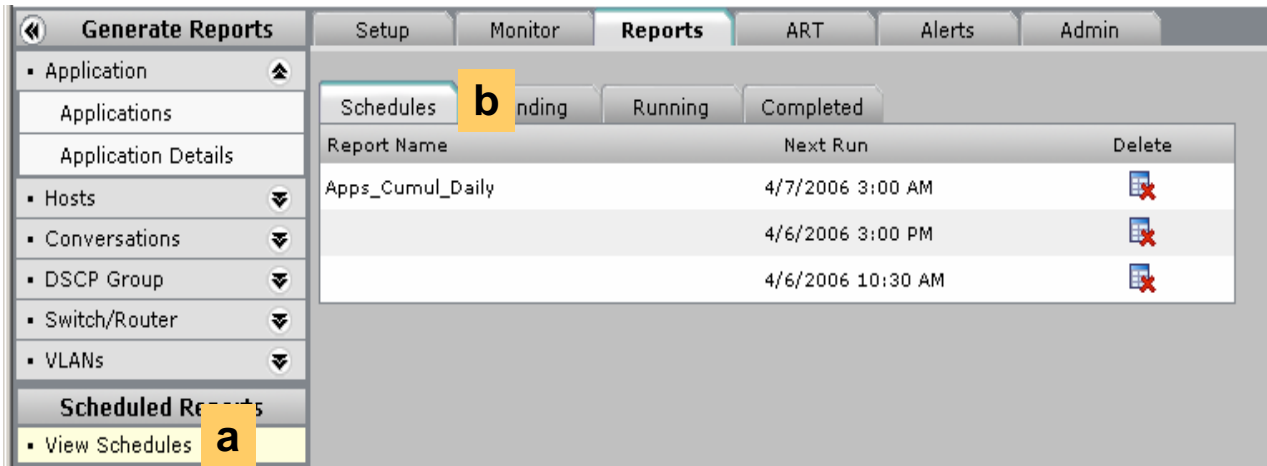 Generate Reports
Setup Monitor Reports ART Alerts Admin
Application
Applications
Application Details
Hosts
Conversations
DSCP Group
Switch/Router
VLANs
Scheduled
View Schedules a
Schedules b nding Running Completed
Report Name Next Run Delete
Apps_Cumul_Daily 4/7/2006 3:00 AM
4/6/2006 3:00 PM
4/6/2006 10:30 AM